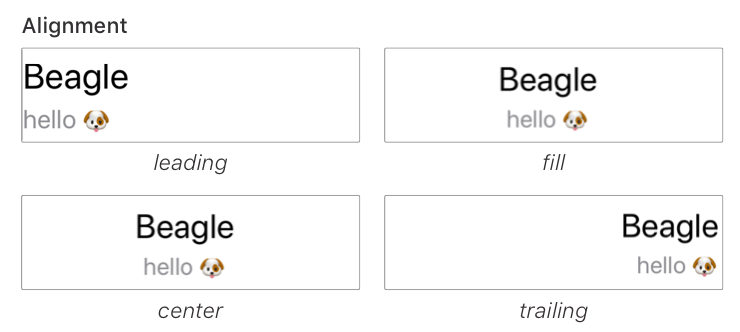 Alignment
Beagle
hello 🐶
leading
Beagle
hello 🐶
fill
Beagle
hello 🐶
center
Beagle
hello 🐶
trailing